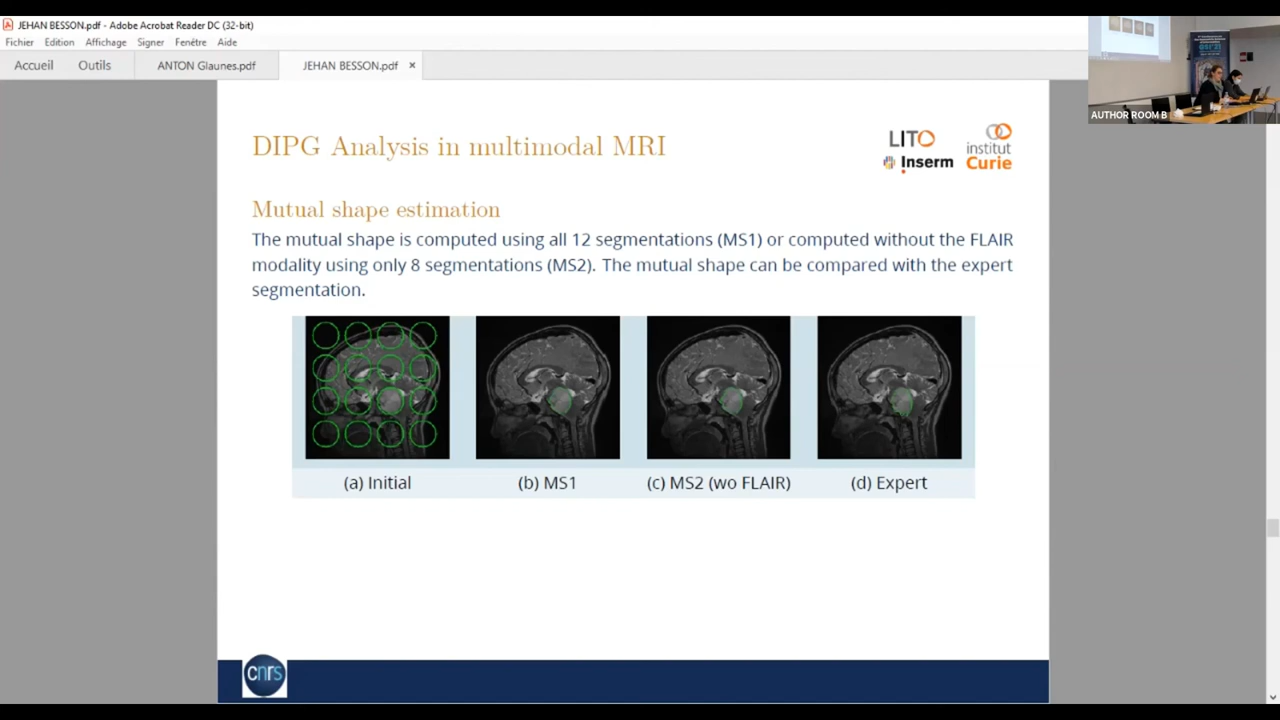 JEHAN BESSON.pdf - Adobe Acrobat Reader DC (32-bit)
Fichier Edition Affichage Signer Fenêtre Aide
Accueil Outils ANTON Glaunes.pdf JEHAN BESSON.pdf ×
DIPG Analysis in multimodal MRI
LITO
Inserm
institut
Curie
Mutual shape estimation
The mutual shape is computed using all 12 segmentations (MS1) or computed without the FLAIR
modality using only 8 segmentations (MS2). The mutual shape can be compared with the expert
segmentation.
(a) Initial (b) MS1 (c) MS2 (wo FLAIR) (d) Expert
cnrs
GSI'21
AUTHOR ROOM B